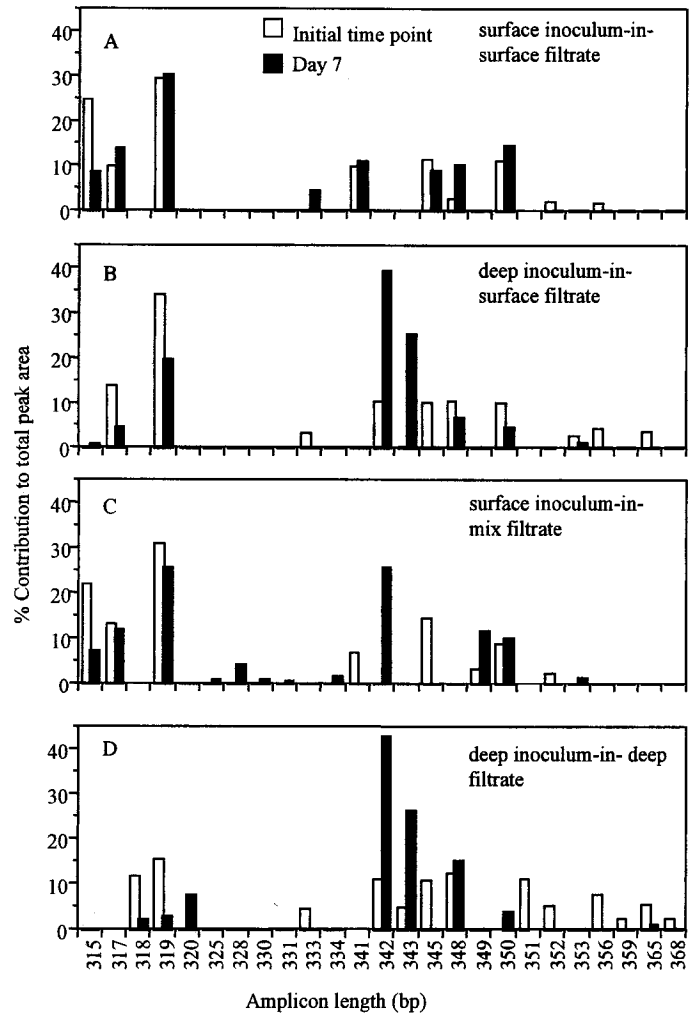 A
Initial time point
Day 7
surface inoculum-in-
surface filtrate
40
30
20
10
0
B
deep inoculum-in-
surface filtrate
40
30
20
10
0
C
surface inoculum-in-
mix filtrate
40
30
20
10
0
D
deep inoculum-in- deep
filtrate
40
30
20
10
0
% Contribution to total peak area
315 317 318 319 320 325 328 330 331 333 334 341 342 343 345 348 349 350 351 352 353 356 359 365 368
Amplicon length (bp)